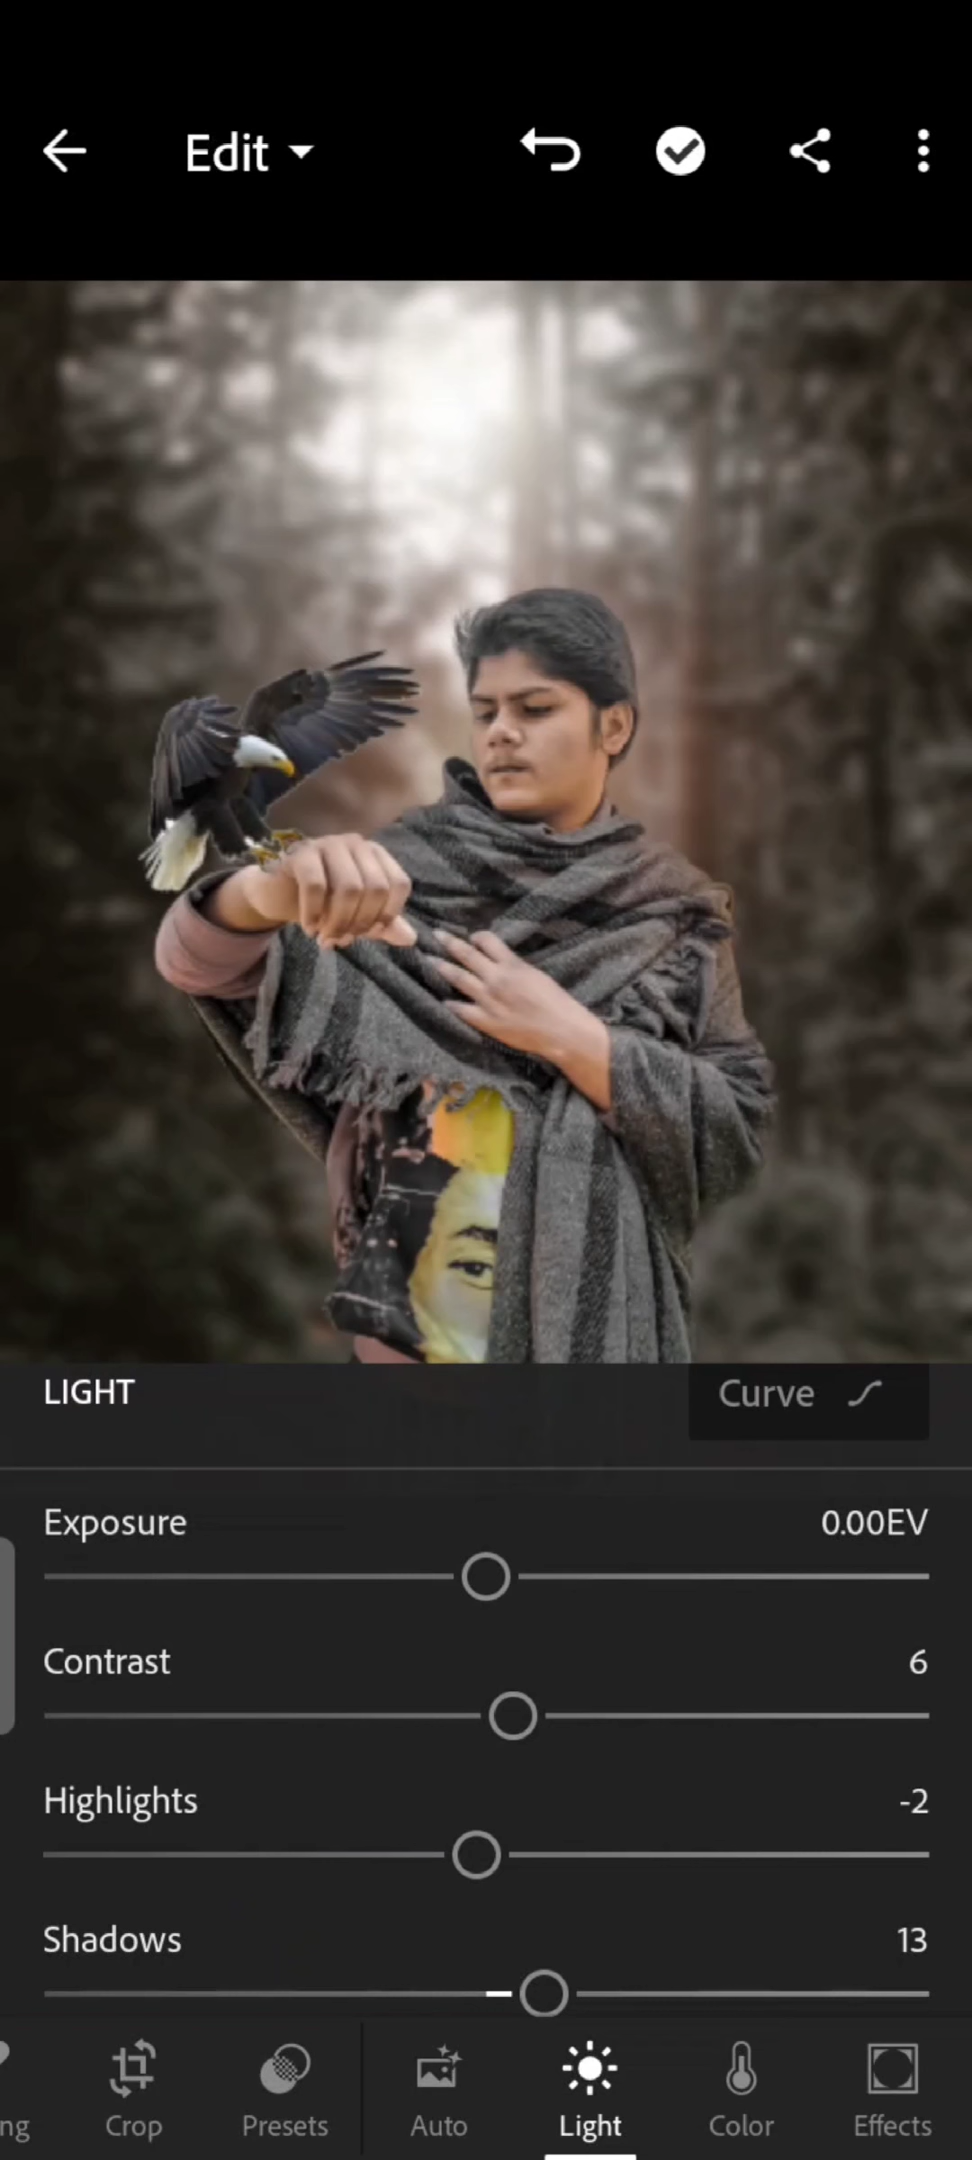 Edit
LIGHT
Curve
Exposure 0.00EV
Contrast 6
Highlights -2
Shadows 13
ng Crop Presets Auto Light Color Effects